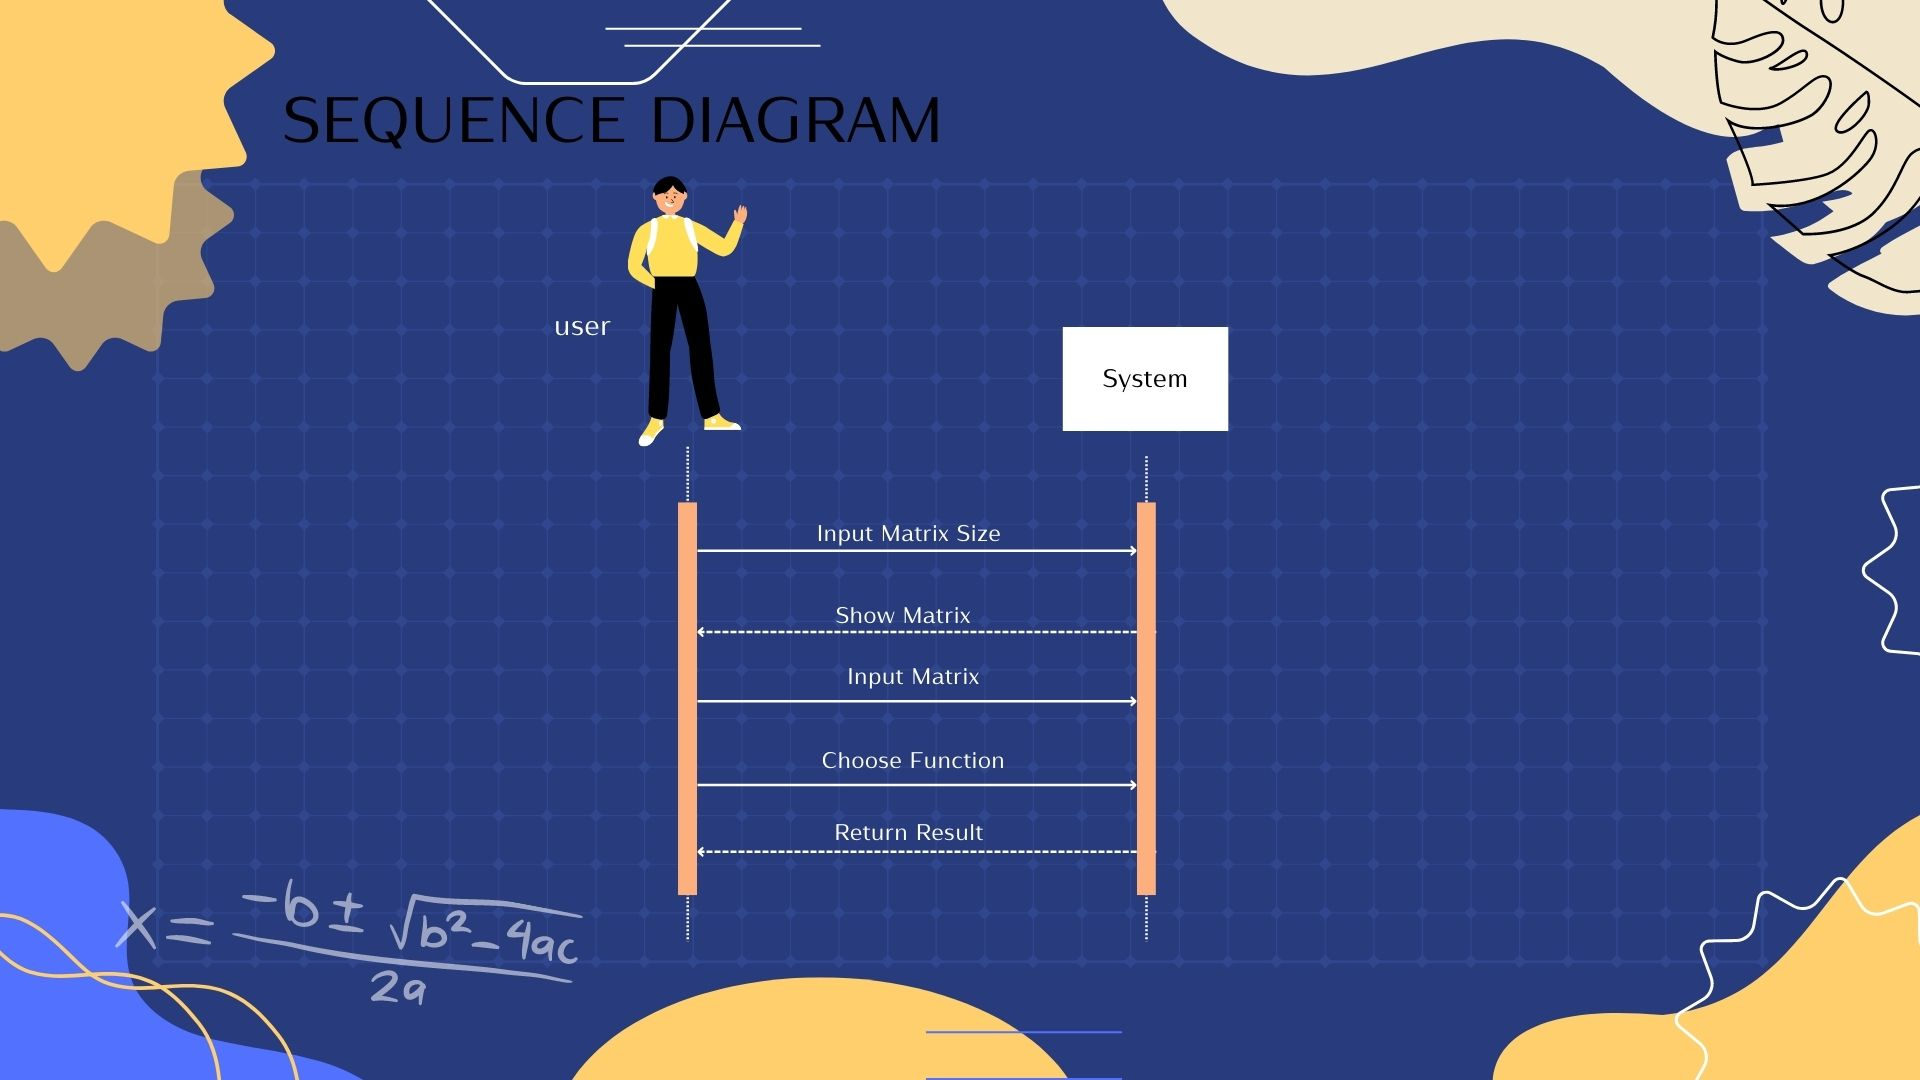 SEQUENCE DIAGRAM
user
System
Input Matrix Size
Show Matrix
Input Matrix
Choose Function
Return Result
x = -b ± √b² - 4ac
2a